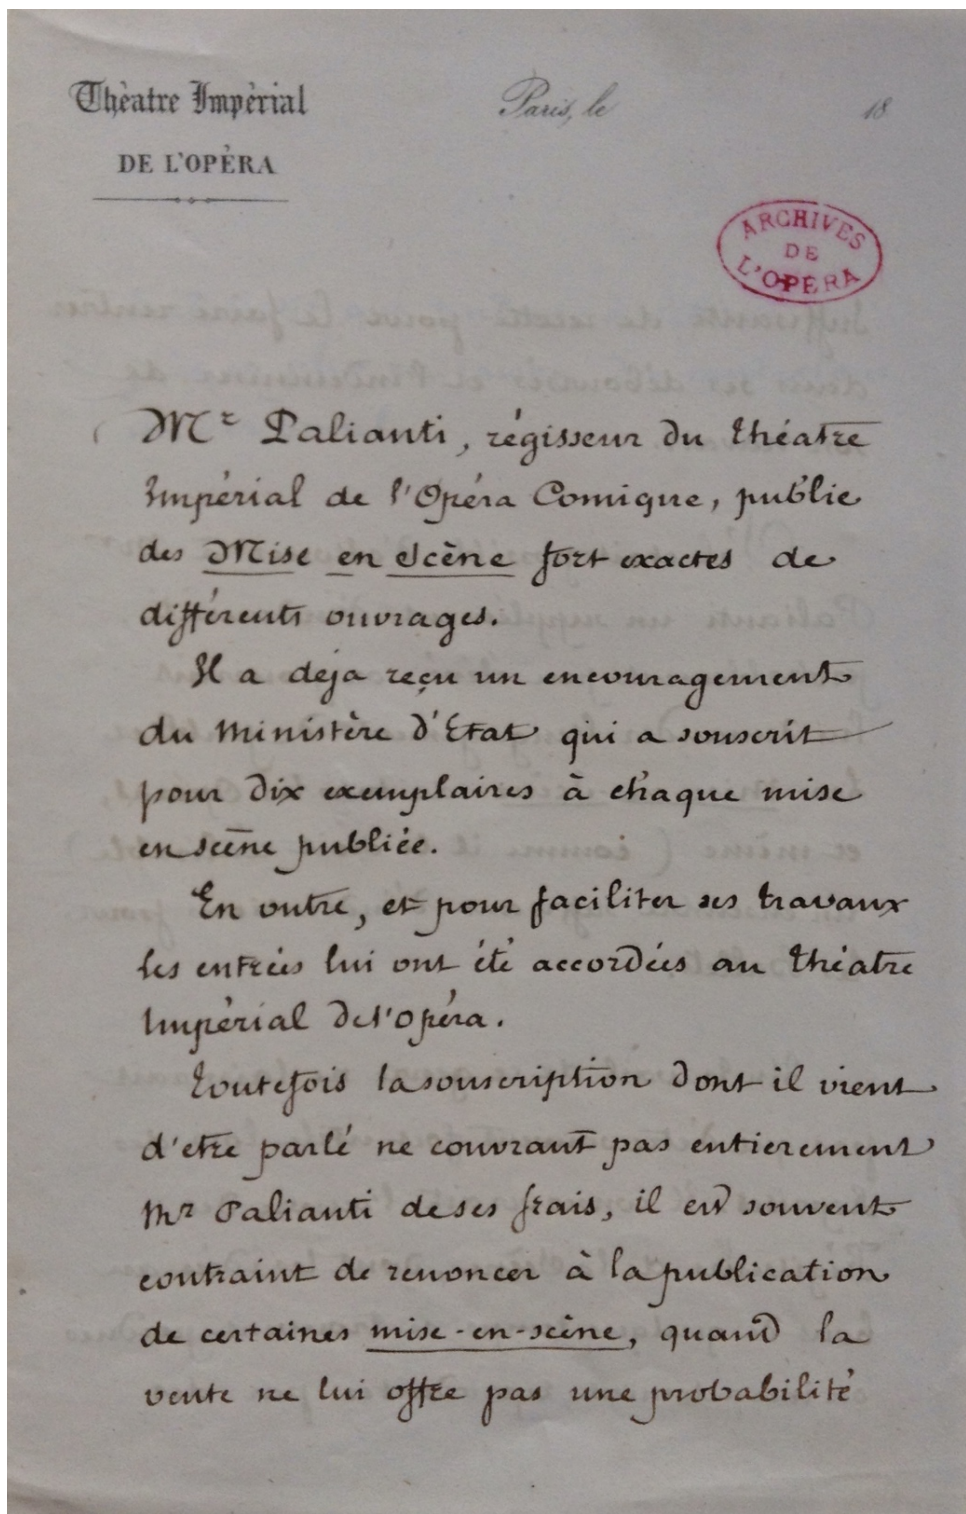 Théatre Impérial
DE L'OPÉRA
Paris, le 18
ARCHIVES
DE
L'OPÉRA
Mr Palianti, régisseur du théatre
Impérial de l'Opéra Comique, publie
des Mise en Scène fort exactes de
différents ouvrages.
Il a déja reçu un encouragement
du Ministère d'Etat qui a souscrit
pour dix exemplaires à chaque mise
en scène publiée.
En outre, et pour faciliter ses travaux
les entrées lui ont été accordées au théatre
Impérial de l'opéra.
Toutefois la souscription dont il vient
d'etre parlé ne couvrant pas entierement
Mr Palianti de ses frais, il est souvent
contraint de renoncer à la publication
de certaines mise-en-scène, quand la
vente ne lui offre pas une probabilité